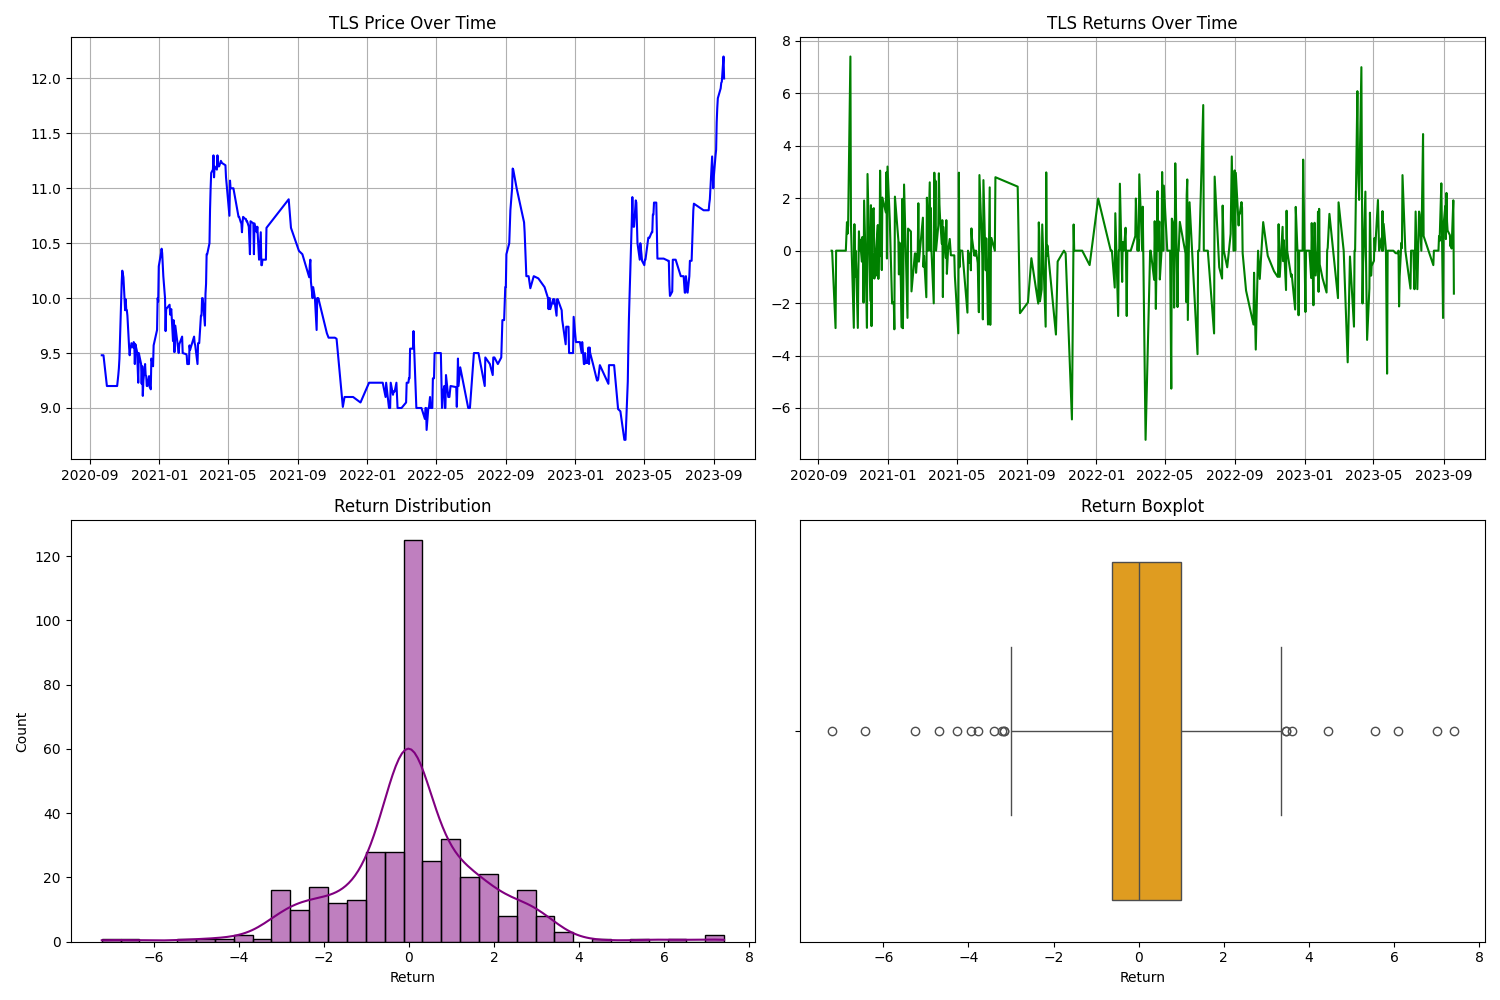 TLS Price Over Time
12.0
11.5
11.0
10.5
10.0
9.5
9.0
2020-09 2021-01 2021-05 2021-09 2022-01 2022-05 2022-09 2023-01 2023-05 2023-09
TLS Returns Over Time
8
6
4
2
0
−2
−4
−6
2020-09 2021-01 2021-05 2021-09 2022-01 2022-05 2022-09 2023-01 2023-05 2023-09
Return Distribution
Count
120
100
80
60
40
20
0
−6 −4 −2 0 2 4 6 8
Return
Return Boxplot
−6 −4 −2 0 2 4 6 8
Return